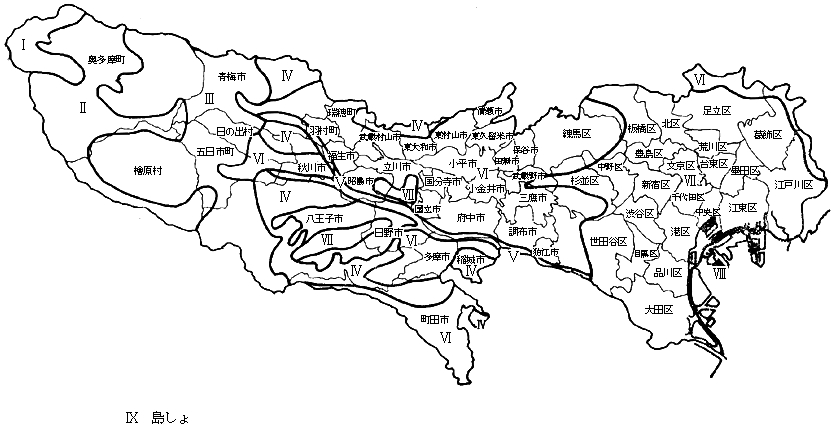 Ⅰ
奥多摩町
Ⅱ
青梅市
Ⅲ
Ⅳ
瑞穂町
羽村町
日の出村
Ⅳ
五日市町
Ⅵ
檜原村
秋川市
福生市
Ⅴ
昭島市
武蔵村山市
Ⅳ
東大和市
立川市
Ⅶ
東村山市
清瀬市
東久留米市
小平市
田無市
保谷市
Ⅵ
国分寺市
小金井市
武蔵野市
三鷹市
国立市
府中市
調布市
狛江市
Ⅴ
Ⅳ
八王子市
Ⅶ
日野市
Ⅵ
多摩市
稲城市
Ⅳ
Ⅳ
町田市
Ⅵ
Ⅳ
練馬区
板橋区
北区
足立区
Ⅵ
葛飾区
荒川区
豊島区
文京区
台東区
墨田区
中野区
杉並区
新宿区
Ⅶ
千代田区
江戸川区
江東区
中央区
渋谷区
港区
世田谷区
目黒区
品川区
Ⅷ
大田区
Ⅸ 島しょ